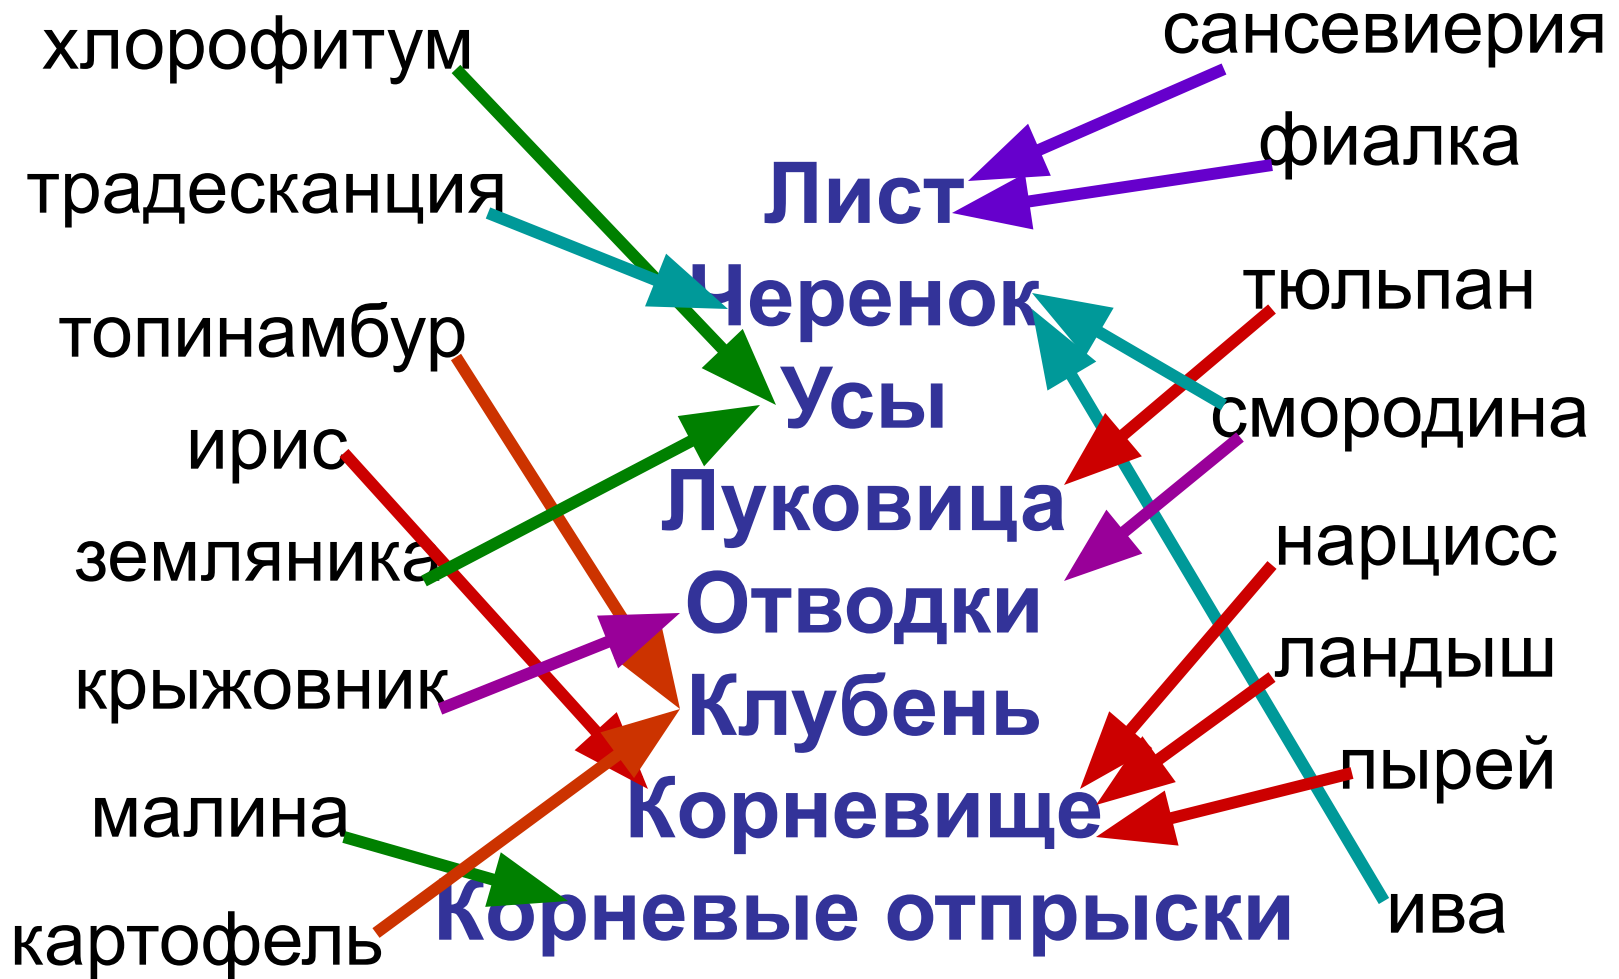 хлорофитум
традесканция
топинамбур
ирис
земляника
крыжовник
малина
картофель
Лист
Черенок
Усы
Луковица
Отводки
Клубень
Корневище
Корневые отпрыски
сансевиерия
фиалка
тюльпан
смородина
нарцисс
ландыш
пырей
ива